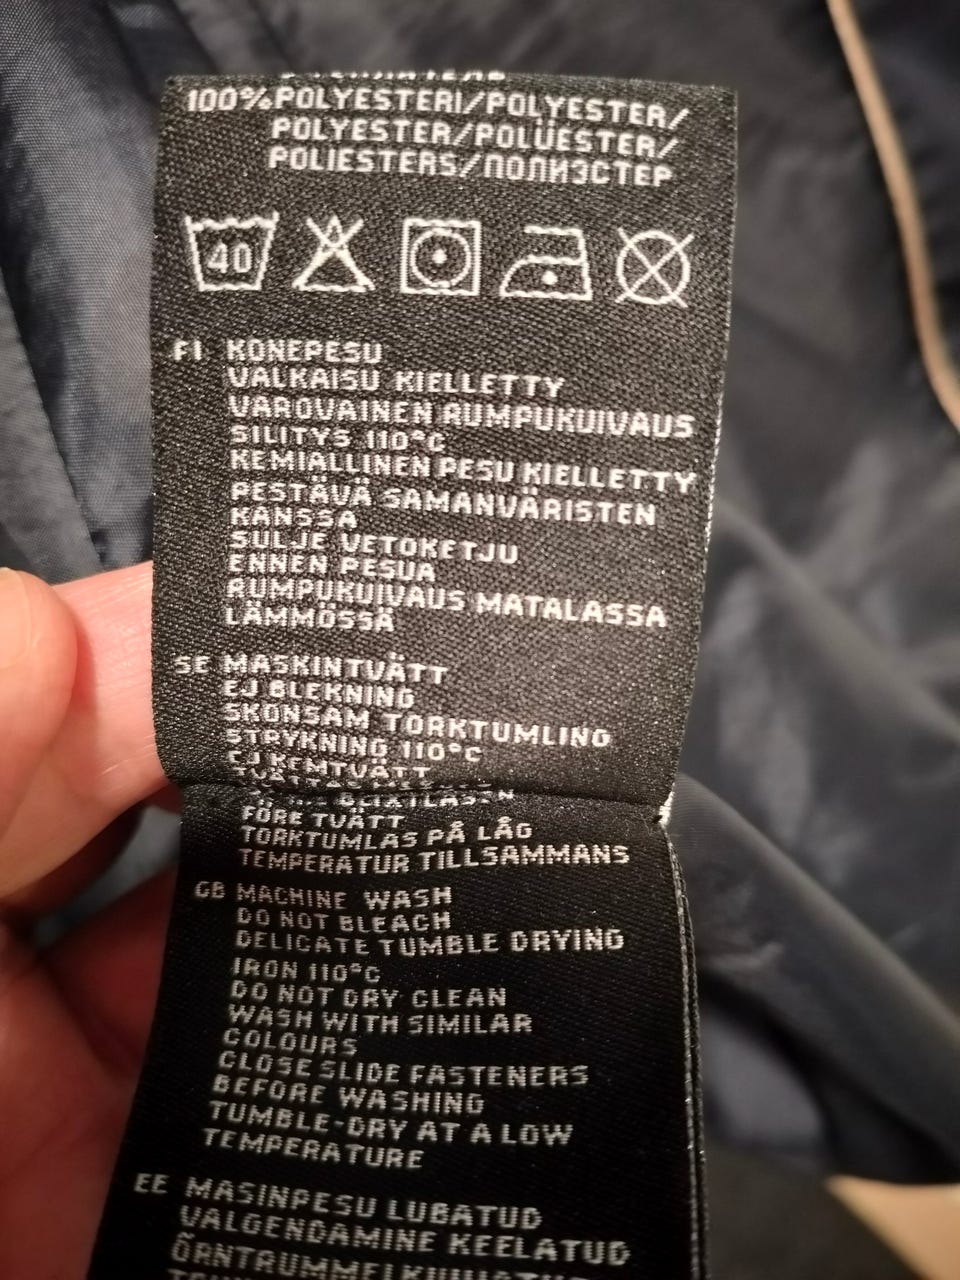 100%POLYESTERI/POLYESTER/
POLYESTER/POLÜESTER/
POLIESTERS/ПОЛИЭСТЕР
40
FI KONEPESU
VALKAISU KIELLETTY
VAROVAINEN RUMPUKUIVAUS
SILITYS 110°C
KEMIALLINEN PESU KIELLETTY
PESTÄVÄ SAMANVÄRISTEN
KANSSA
SULJE VETOKETJU
ENNEN PESUA
RUMPUKUIVAUS MATALASSA
LÄMMÖSSÄ
SE MASKINTVÄTT
EJ BLEKNING
SKONSAM TORKTUMLING
STRYKNING 110°C
EJ KEMTVÄTT
FÖRE TVÄTT
TORKTUMLAS PÅ LÅG
TEMPERATUR TILLSAMMANS
GB MACHINE WASH
DO NOT BLEACH
DELICATE TUMBLE DRYING
IRON 110°C
DO NOT DRY CLEAN
WASH WITH SIMILAR
COLOURS
CLOSE SLIDE FASTENERS
BEFORE WASHING
TUMBLE-DRY AT A LOW
TEMPERATURE
EE MASINPESU LUBATUD
VALGENDAMINE KEELATUD